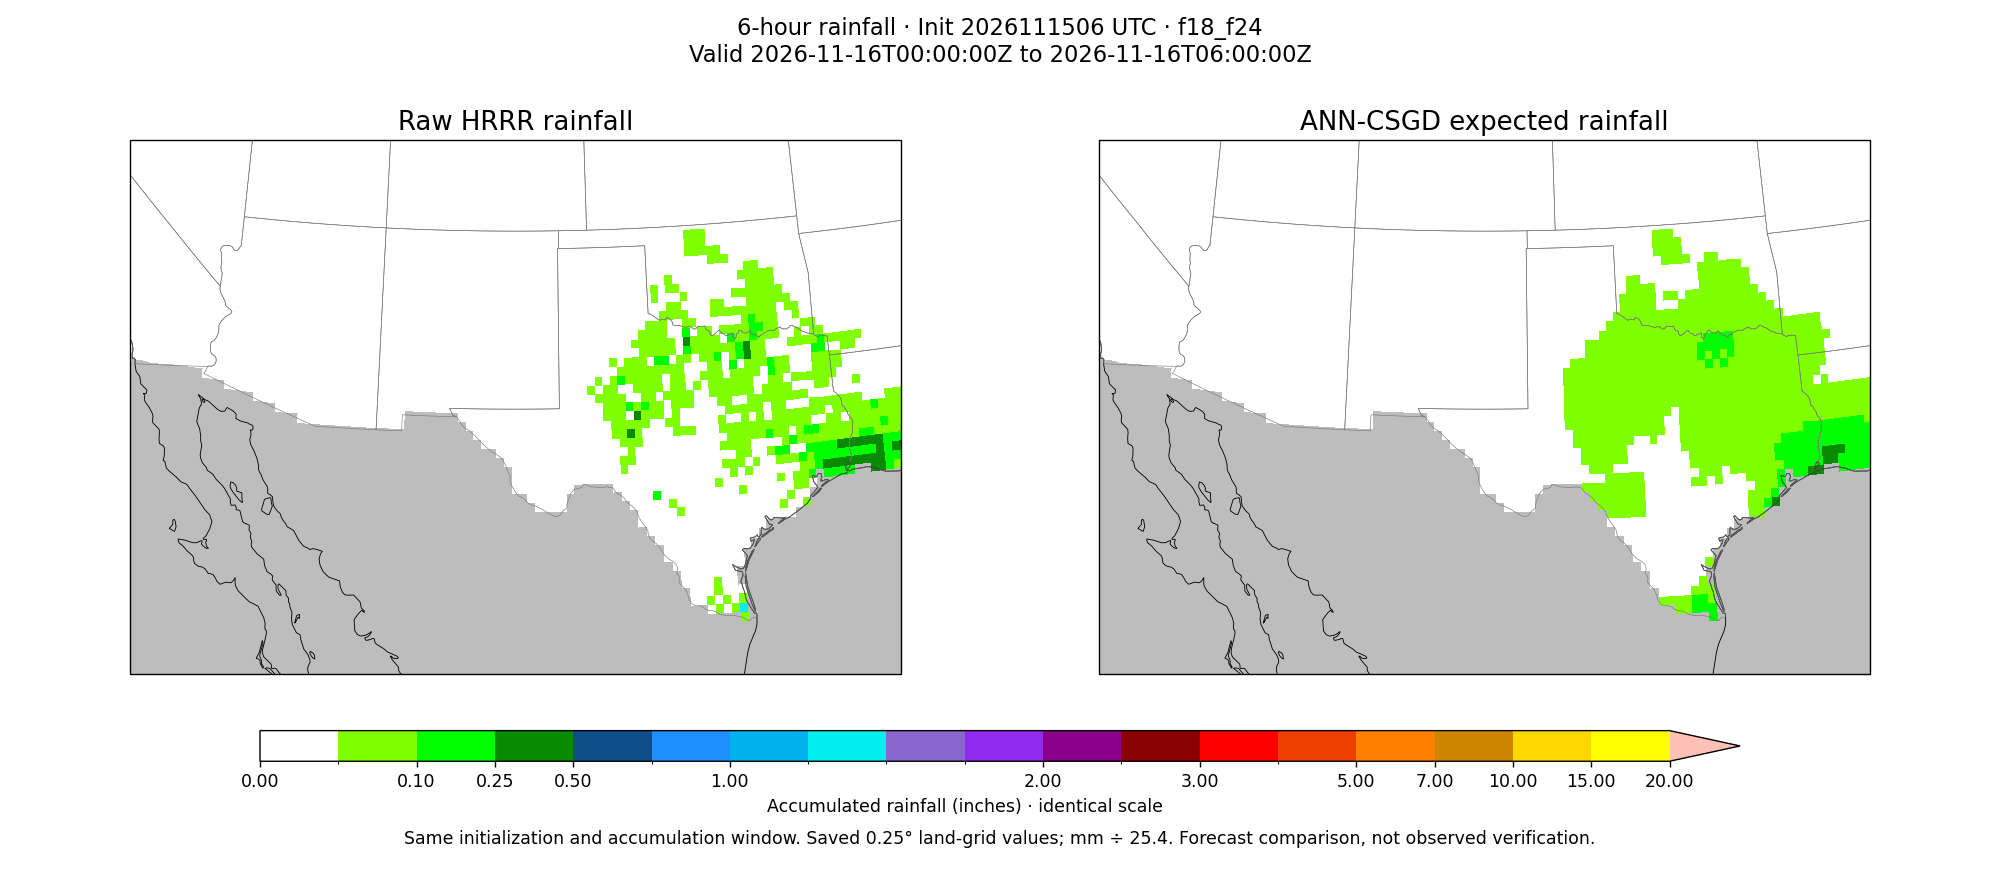 6-hour rainfall · Init 2026111506 UTC · f18_f24
Valid 2026-11-16T00:00:00Z to 2026-11-16T06:00:00Z
Raw HRRR rainfall
ANN-CSGD expected rainfall
0.00 0.10 0.25 0.50 1.00 2.00 3.00 5.00 7.00 10.00 15.00 20.00
Accumulated rainfall (inches) · identical scale
Same initialization and accumulation window. Saved 0.25° land-grid values; mm ÷ 25.4. Forecast comparison, not observed verification.